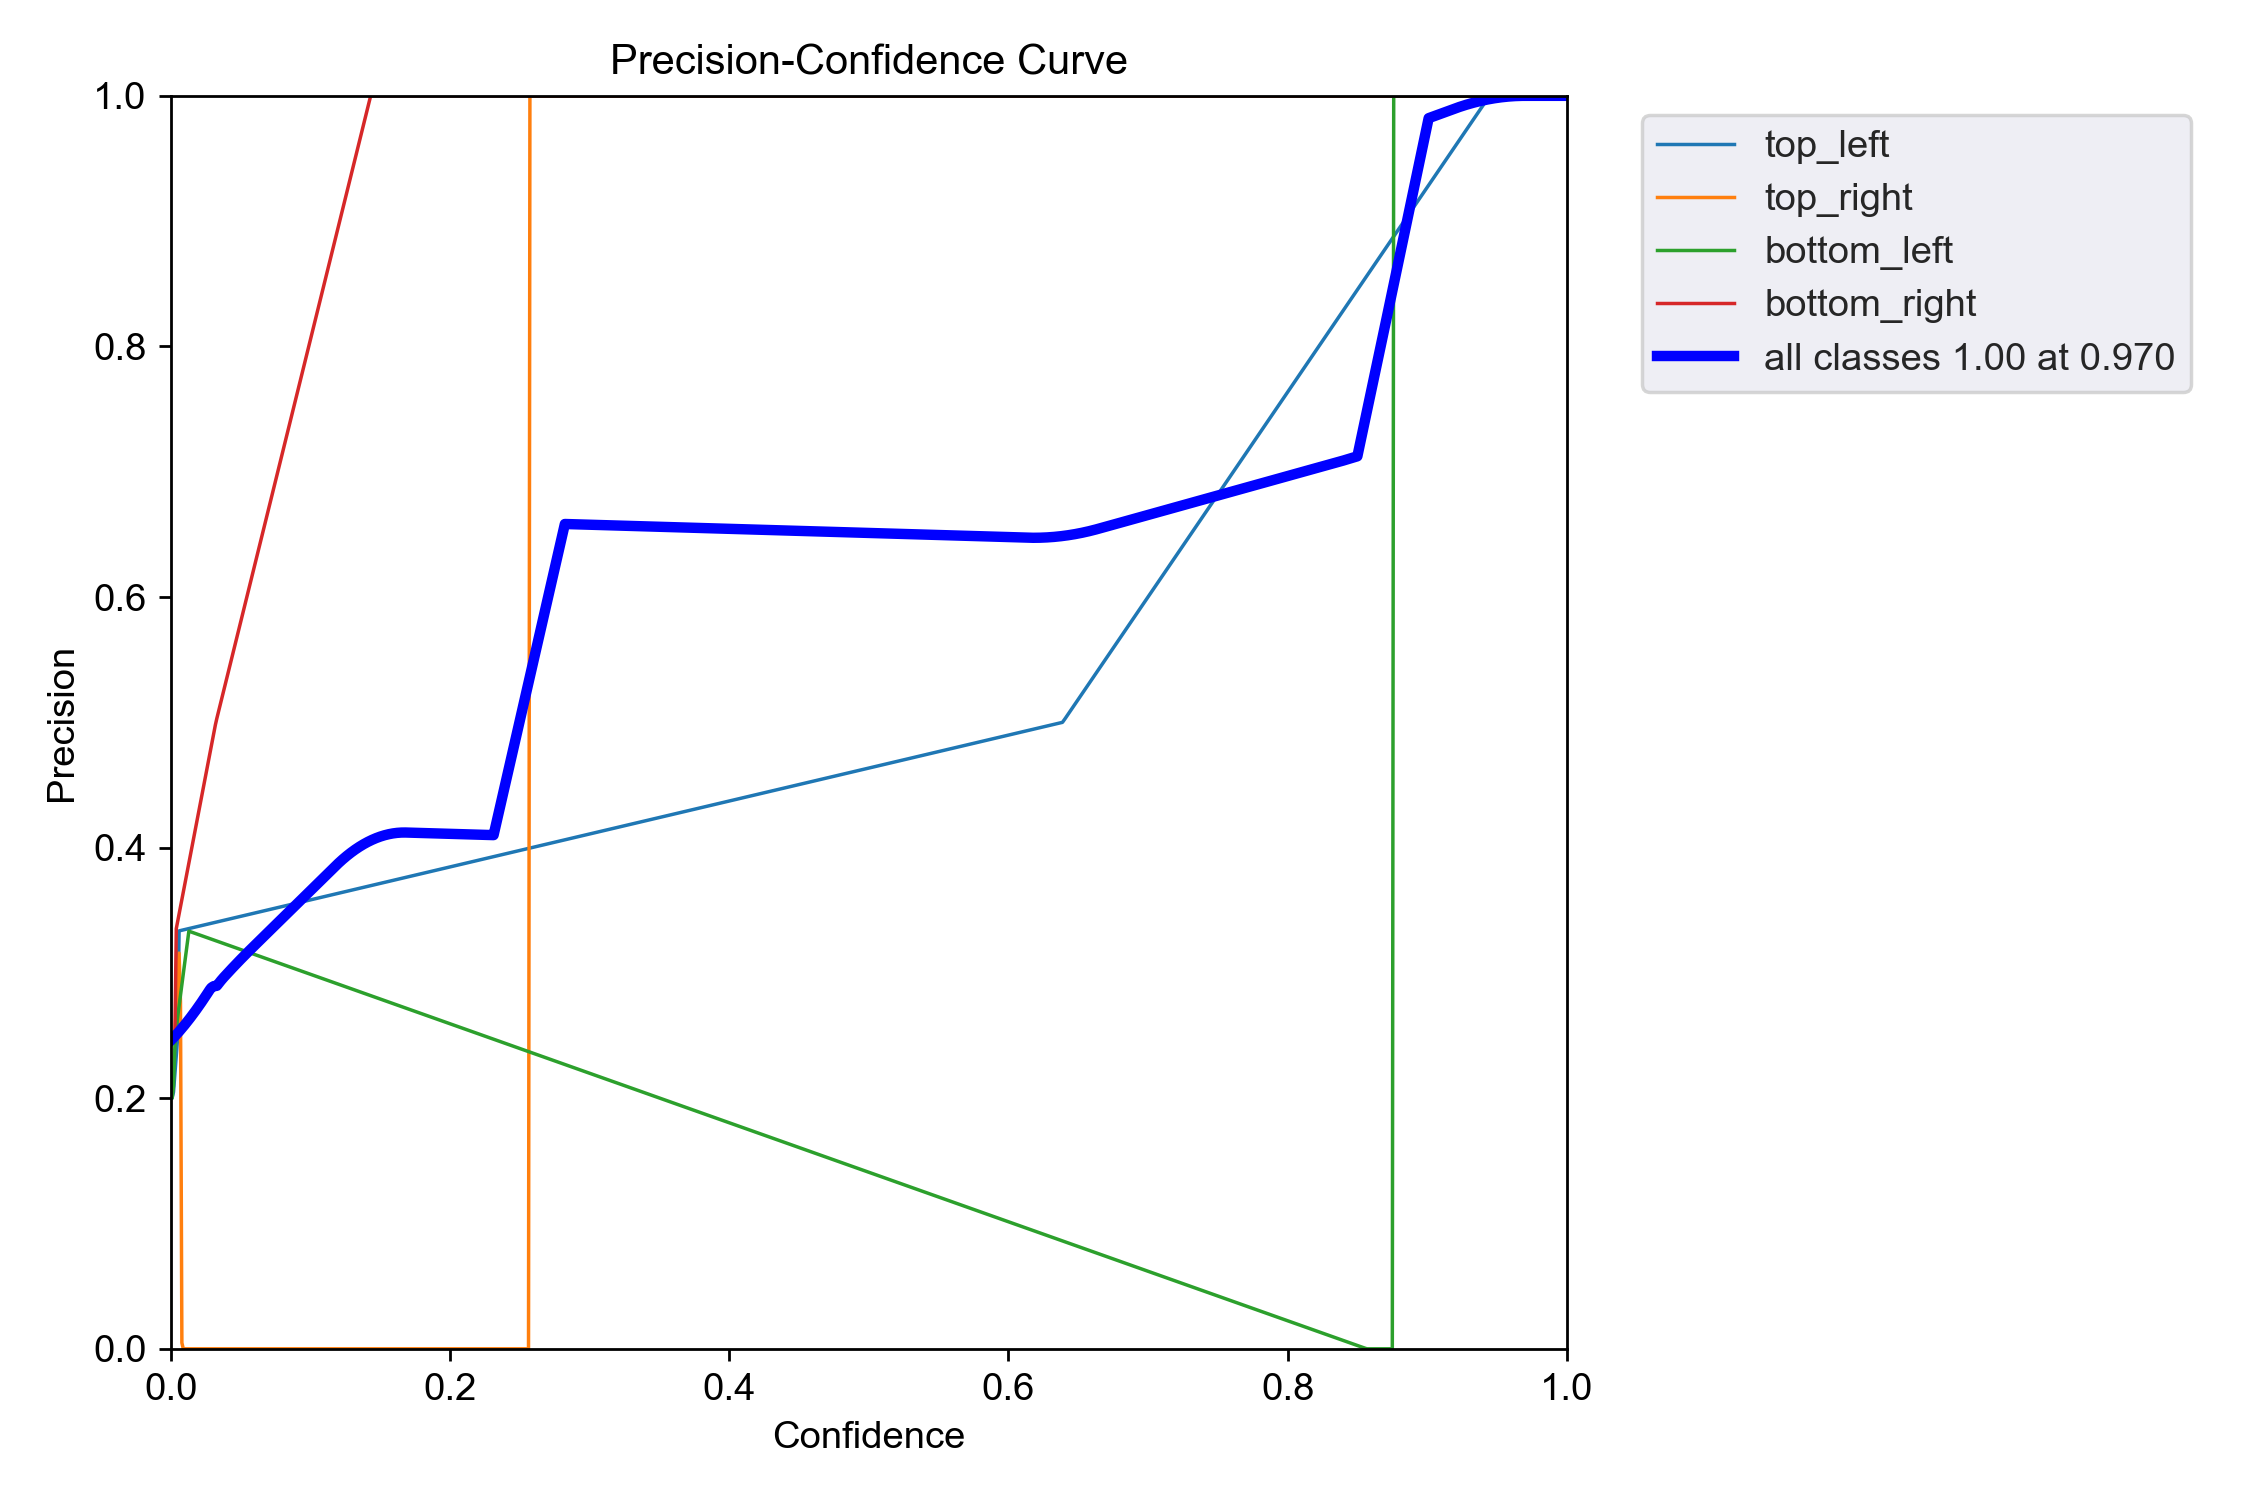 Precision-Confidence Curve
1.0
0.8
0.6
0.4
0.2
0.0
Precision
0.0 0.2 0.4 0.6 0.8 1.0
Confidence
top_left
top_right
bottom_left
bottom_right
all classes 1.00 at 0.970